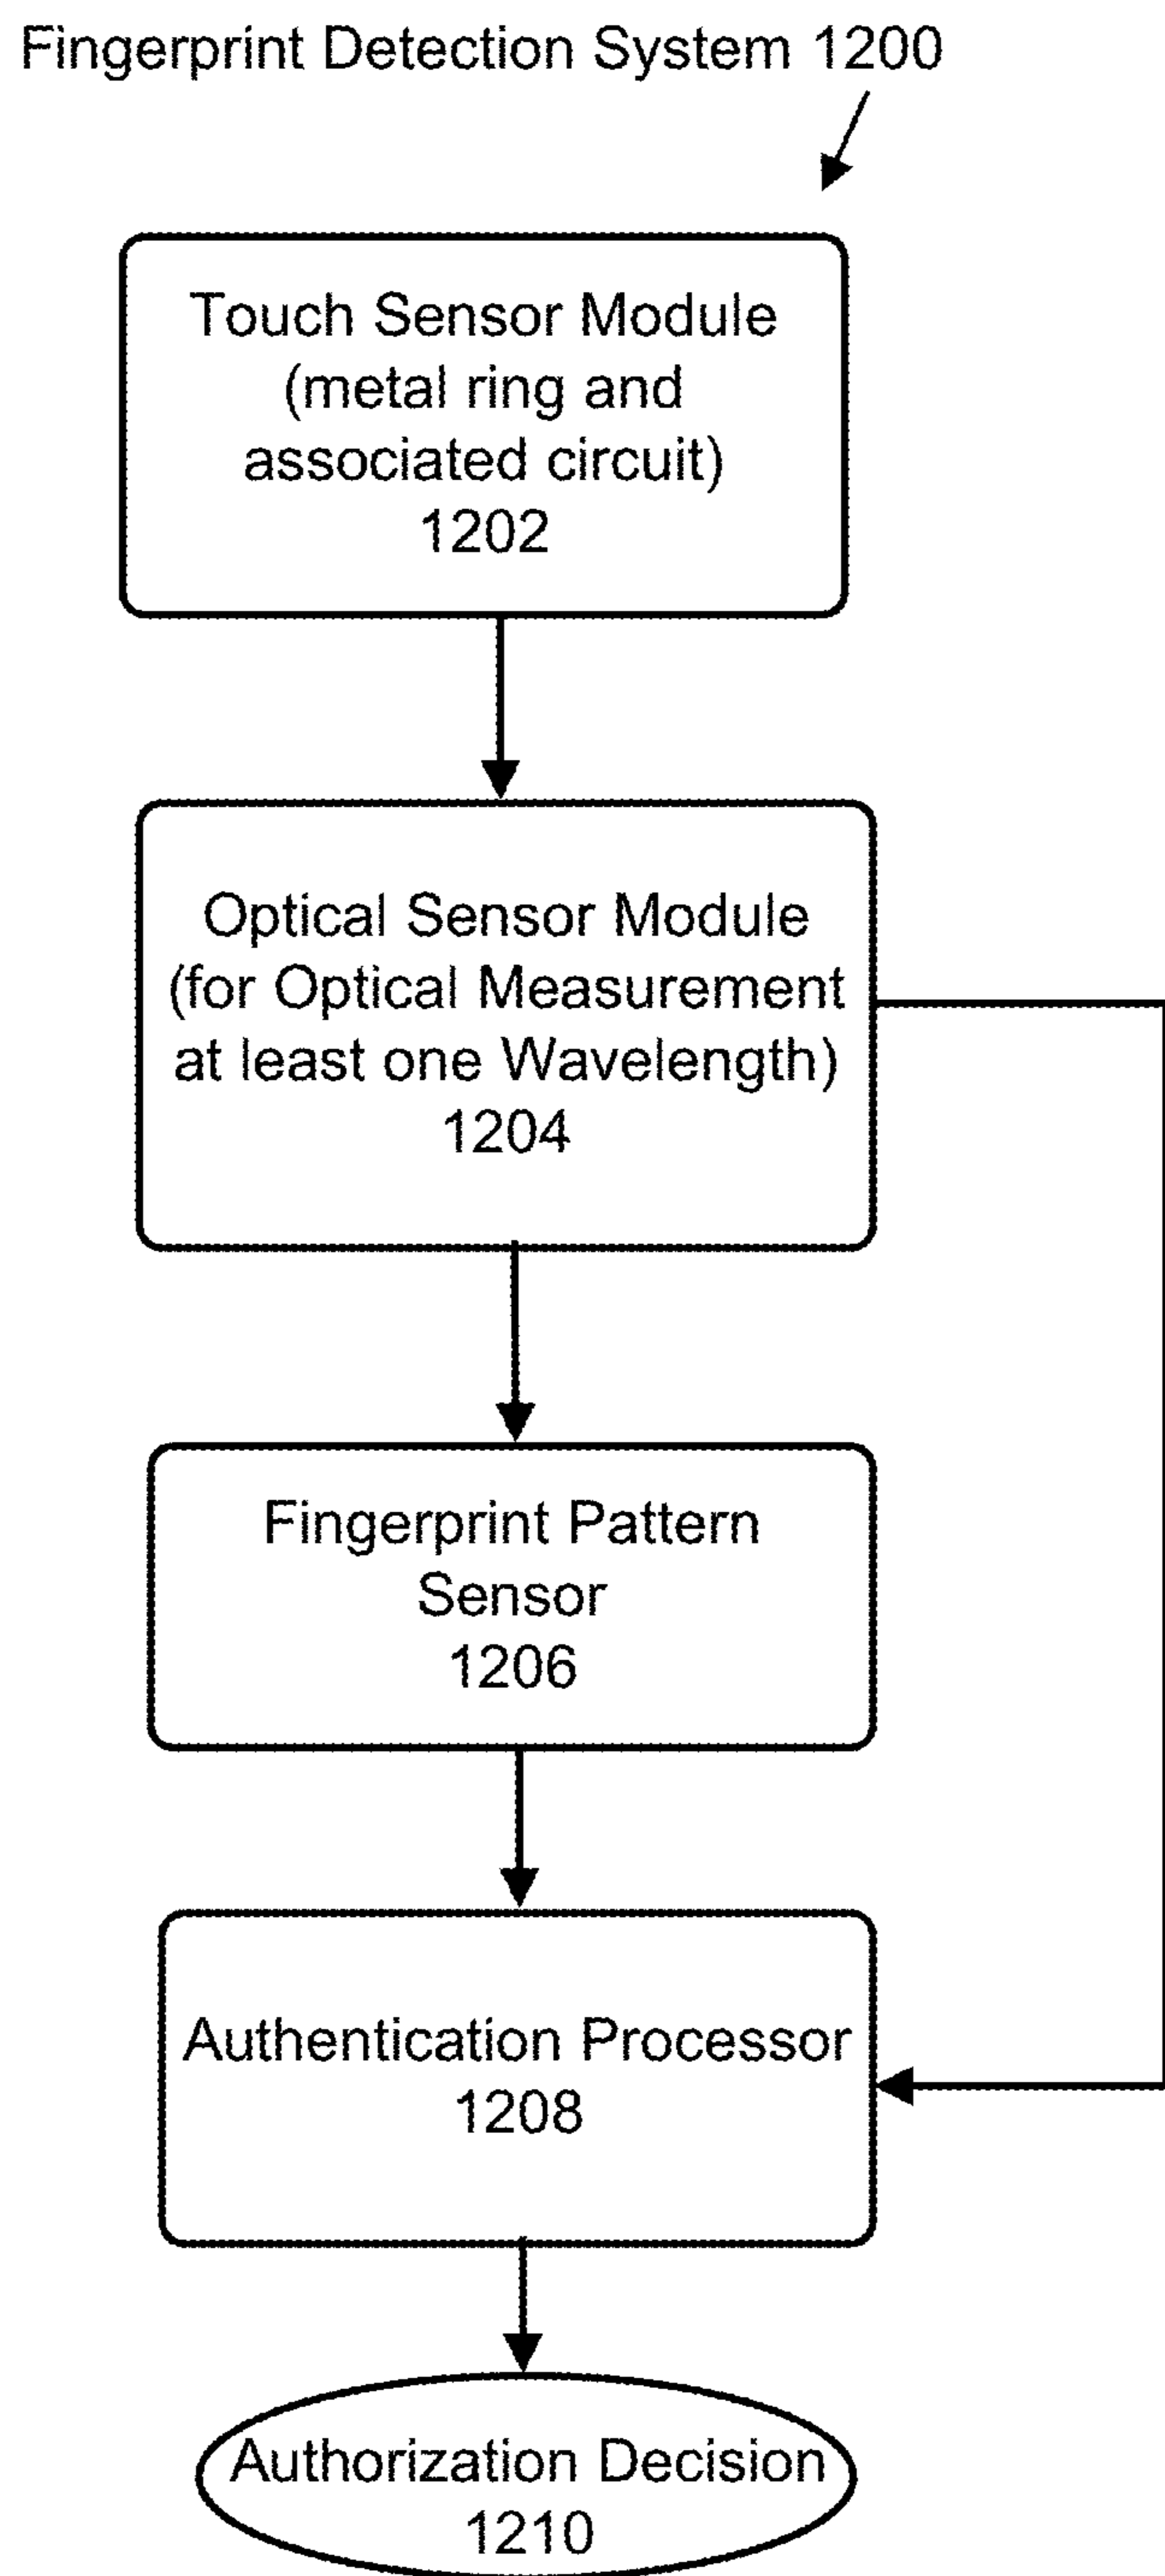 Fingerprint Detection System 1200
Touch Sensor Module
(metal ring and
associated circuit)
1202
Optical Sensor Module
(for Optical Measurement
at least one Wavelength)
1204
Fingerprint Pattern
Sensor
1206
Authentication Processor
1208
Authorization Decision
1210